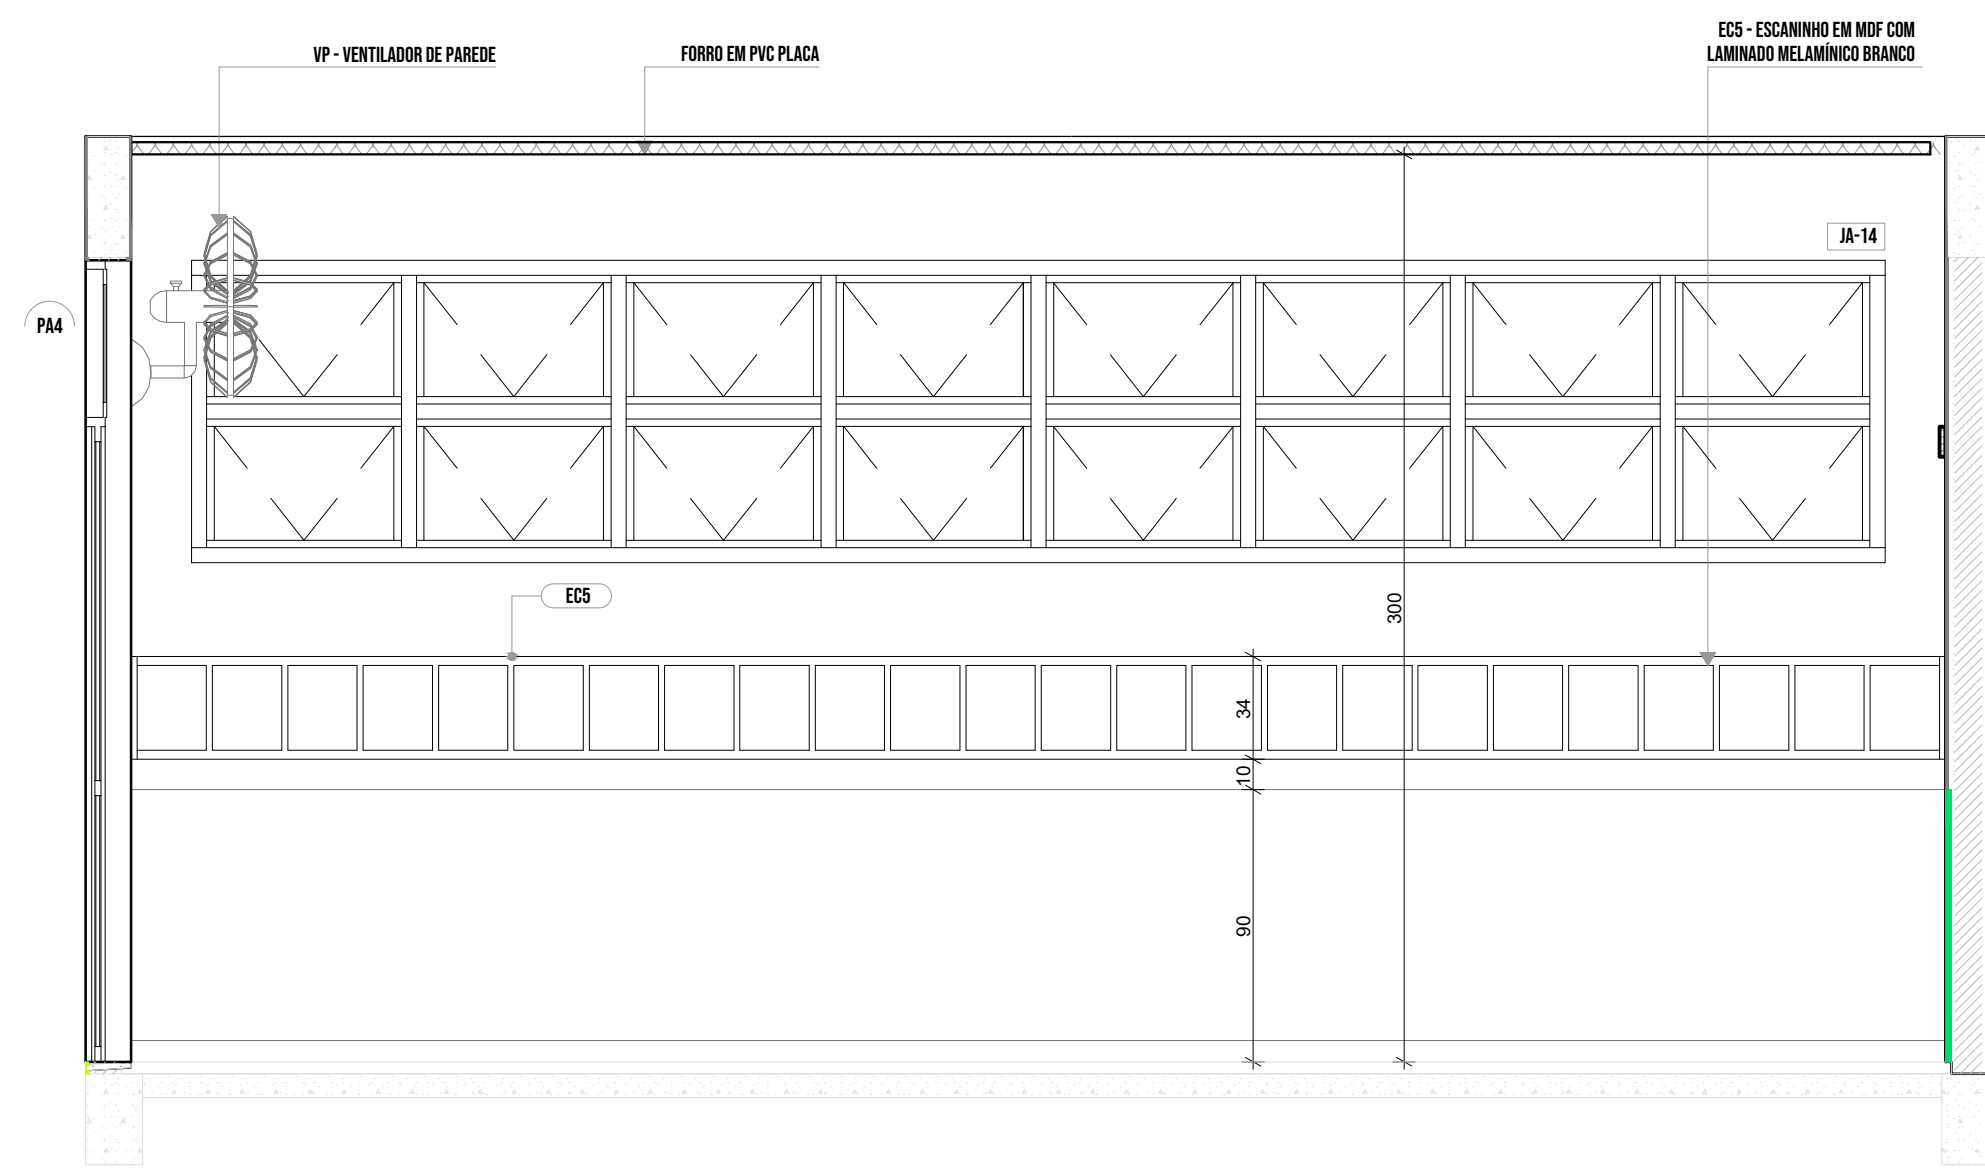 EC5 - ESCANINHO EM MDF COM
LAMINADO MELAMÍNICO BRANCO
VP - VENTILADOR DE PAREDE
FORRO EM PVC PLACA
JA-14
PA4
EC5
300
34
10
90